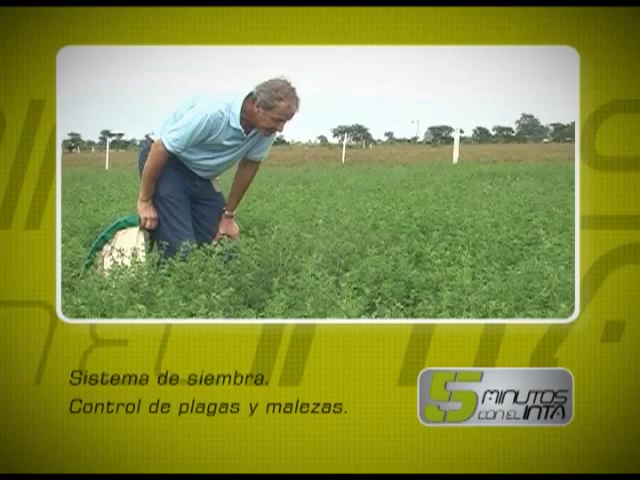 Sistema de siembra.
Control de plagas y malezas.
5 MINUTOS
CON EL INTA